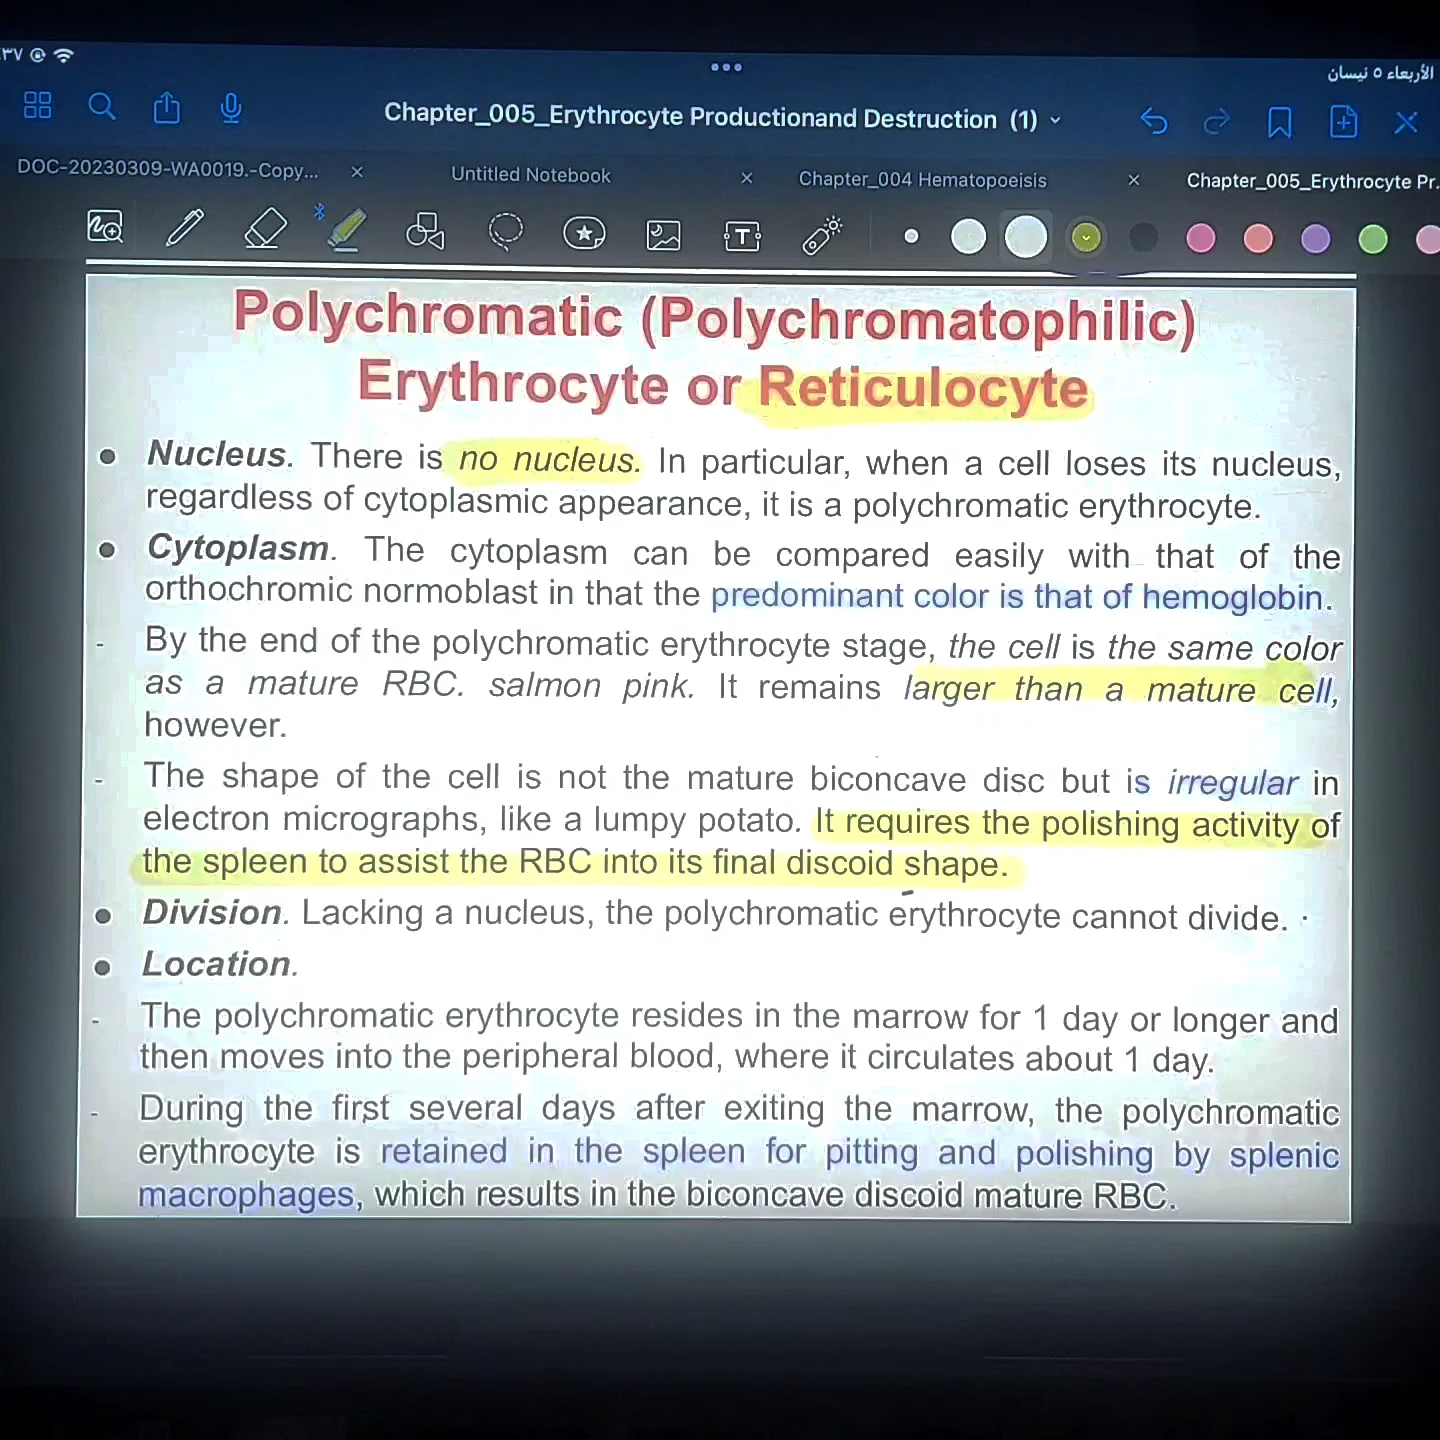 ٣٧
الأربعاء ٥ نيسان
Chapter_005_Erythrocyte Productionand Destruction (1)
DOC-20230309-WA0019.-Copy...
Untitled Notebook
Chapter_004 Hematopoeisis
Chapter_005_Erythrocyte Pr.
T
Polychromatic (Polychromatophilic)
Erythrocyte or Reticulocyte
• Nucleus. There is no nucleus. In particular, when a cell loses its nucleus,
regardless of cytoplasmic appearance, it is a polychromatic erythrocyte.
• Cytoplasm. The cytoplasm can be compared easily with that of the
orthochromic normoblast in that the predominant color is that of hemoglobin.
- By the end of the polychromatic erythrocyte stage, the cell is the same color
as a mature RBC. salmon pink. It remains larger than a mature cell,
however.
- The shape of the cell is not the mature biconcave disc but is irregular in
electron micrographs, like a lumpy potato. It requires the polishing activity of
the spleen to assist the RBC into its final discoid shape.
• Division. Lacking a nucleus, the polychromatic erythrocyte cannot divide.
• Location.
- The polychromatic erythrocyte resides in the marrow for 1 day or longer and
then moves into the peripheral blood, where it circulates about 1 day.
- During the first several days after exiting the marrow, the polychromatic
erythrocyte is retained in the spleen for pitting and polishing by splenic
macrophages, which results in the biconcave discoid mature RBC.